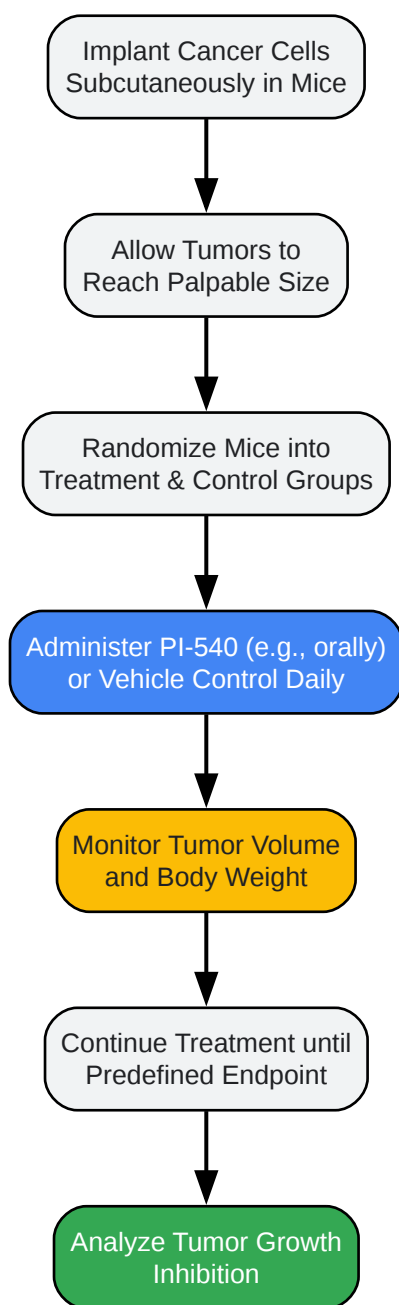 Implant Cancer Cells
Subcutaneously in Mice
Allow Tumors to
Reach Palpable Size
Randomize Mice into
Treatment & Control Groups
Administer PI-540 (e.g., orally)
or Vehicle Control Daily
Monitor Tumor Volume
and Body Weight
Continue Treatment until
Predefined Endpoint
Analyze Tumor Growth
Inhibition